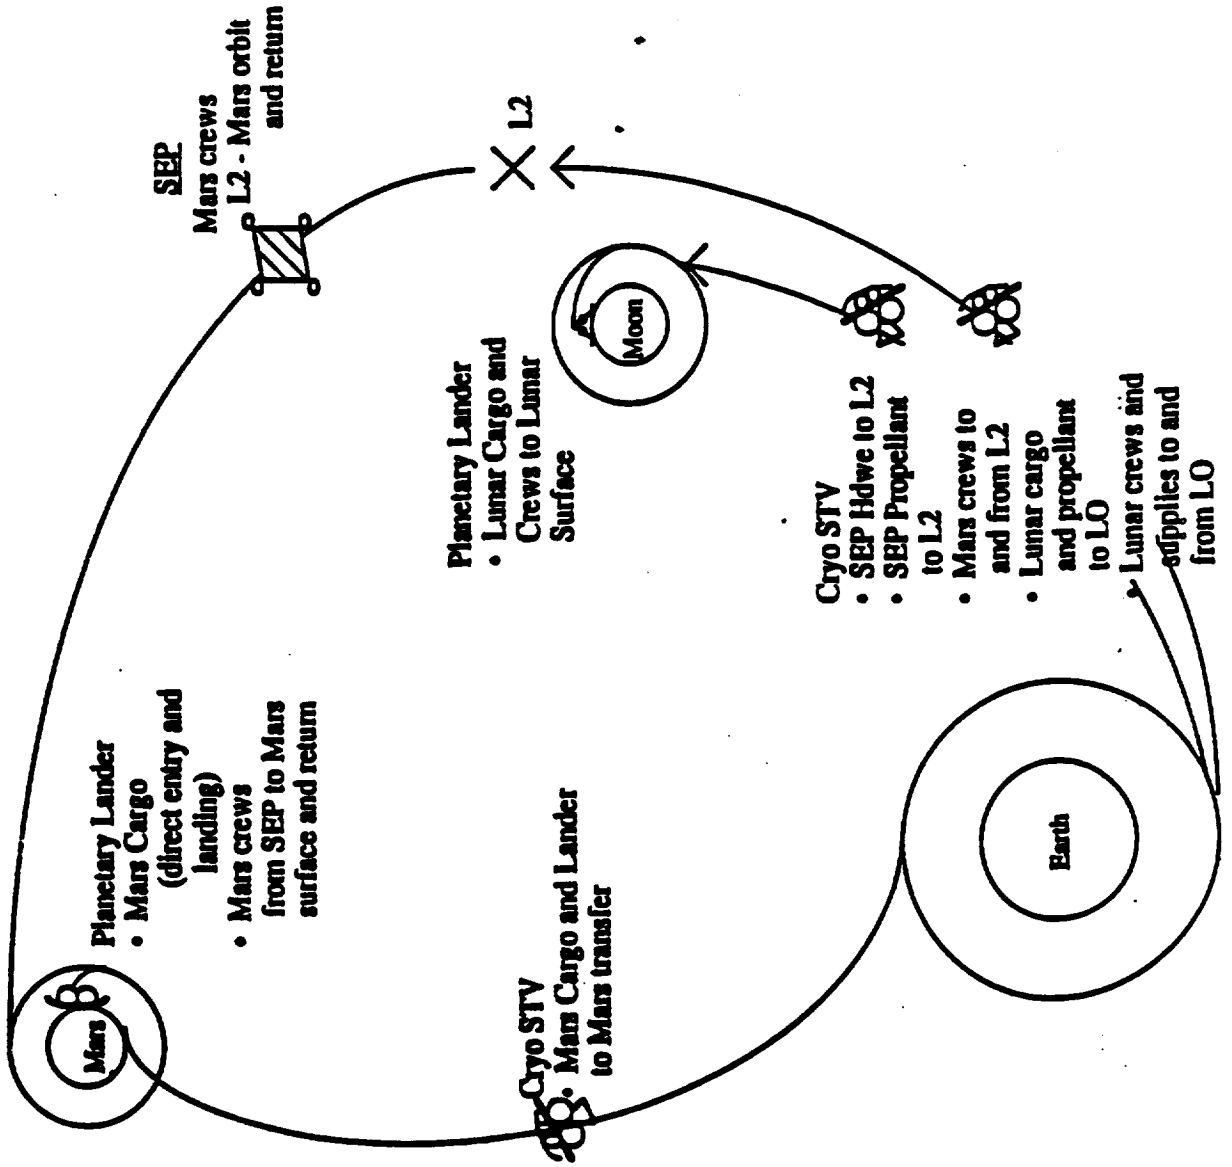 SEP
Mars crews
L2 - Mars orbit
and return
L2
Planetary Lander
• Mars Cargo
(direct entry and
landing)
• Mars crews
from SEP to Mars
surface and return
Mars
Planetary Lander
• Lunar Cargo and
Crews to Lunar
Surface
Moon
Cryo STV
• Mars Cargo and Lander
to Mars transfer
Cryo STV
• SEP Hdwe to L2
• SEP Propellant
to L2
• Mars crews to
and from L2
• Lunar cargo
and propellant
to LO
• Lunar crews and
supplies to and
from LO
Earth